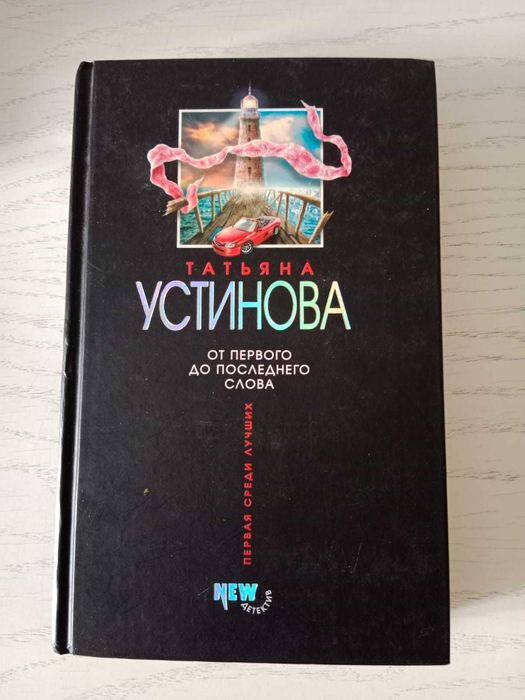 ТАТЬЯНА
УСТИНОВА
ОТ ПЕРВОГО
ДО ПОСЛЕДНЕГО
СЛОВА
ПЕРВАЯ СРЕДИ ЛУЧШИХ
NEW
ДЕТЕКТИВ